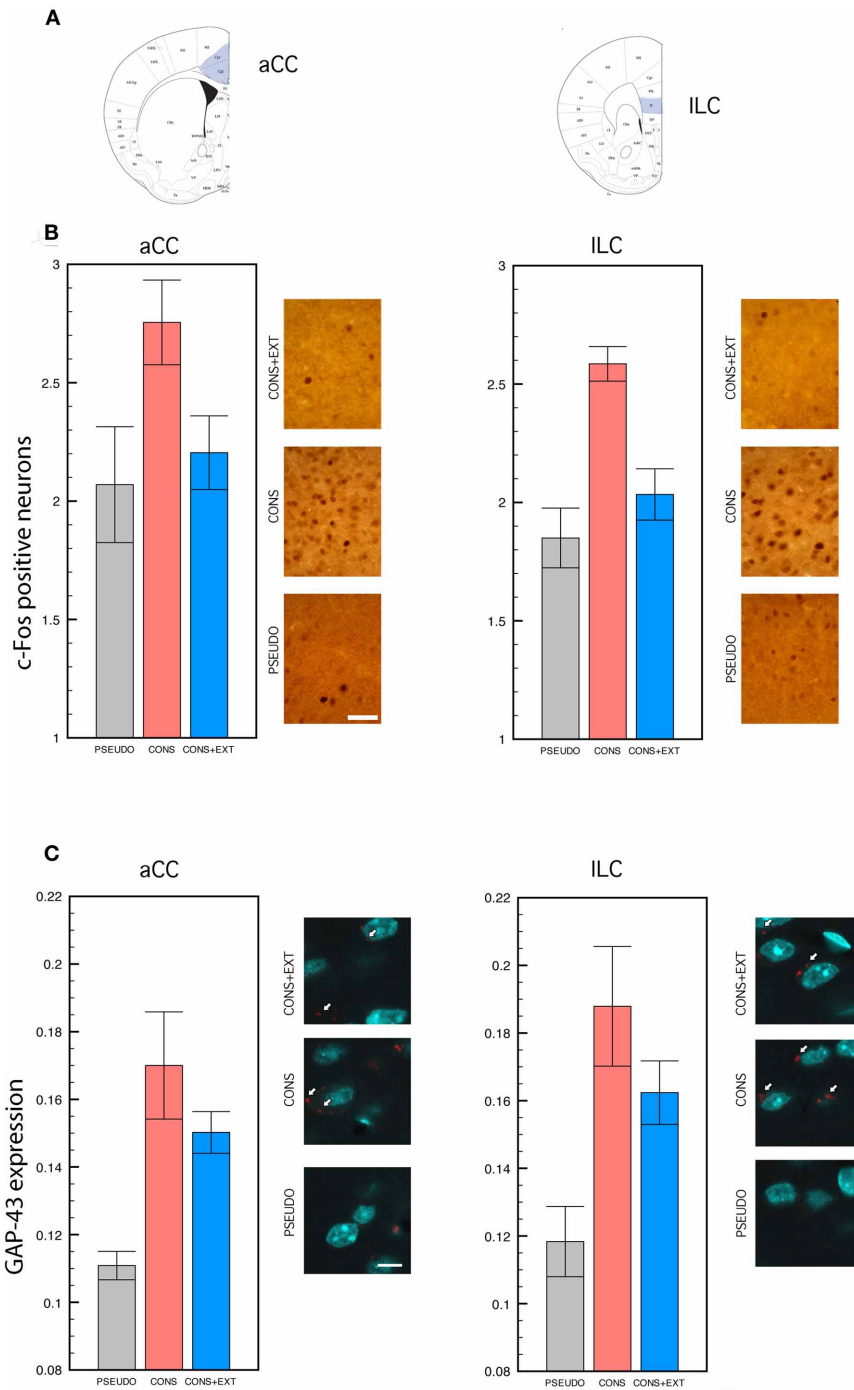 A
aCC
ILC
B
aCC
ILC
c-Fos positive neurons
3
2.5
2
1.5
1
PSEUDO CONS CONS+EXT
CONS+EXT
CONS
PSEUDO
3
2.5
2
1.5
1
PSEUDO CONS CONS+EXT
CONS+EXT
CONS
PSEUDO
C
aCC
ILC
GAP-43 expression
0.22
0.2
0.18
0.16
0.14
0.12
0.1
0.08
PSEUDO CONS CONS+EXT
CONS+EXT
CONS
PSEUDO
0.22
0.2
0.18
0.16
0.14
0.12
0.1
0.08
PSEUDO CONS CONS+EXT
CONS+EXT
CONS
PSEUDO